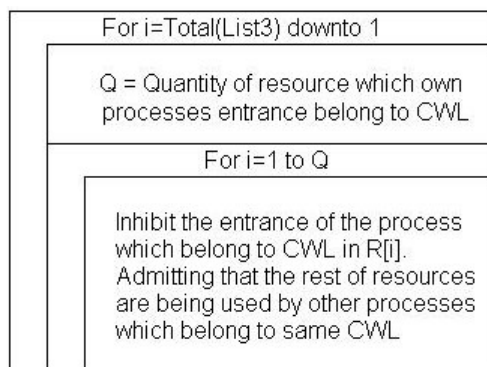 For i=Total(List3) downto 1
Q = Quantity of resource which own
processes entrance belong to CWL
For i=1 to Q
Inhibit the entrance of the process
which belong to CWL in R[i].
Admitting that the rest of resources
are being used by other processes
which belong to same CWL